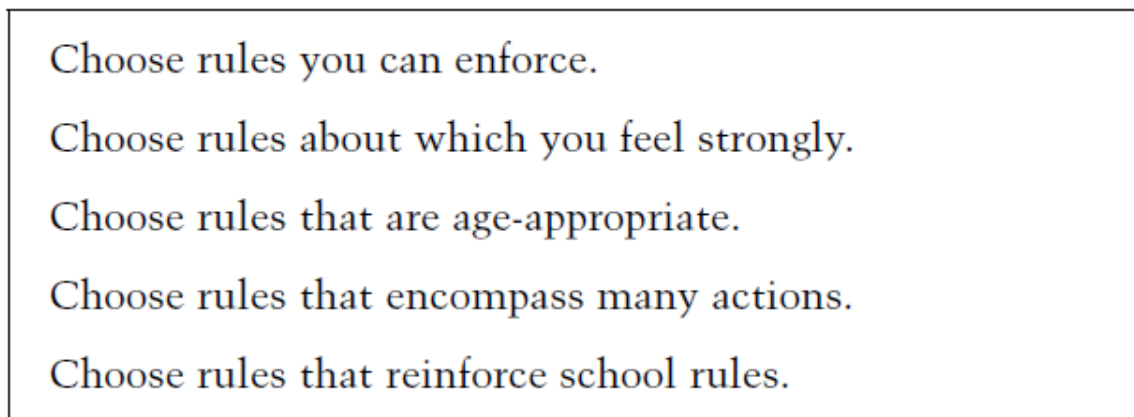 Choose rules you can enforce.
Choose rules about which you feel strongly.
Choose rules that are age-appropriate.
Choose rules that encompass many actions.
Choose rules that reinforce school rules.